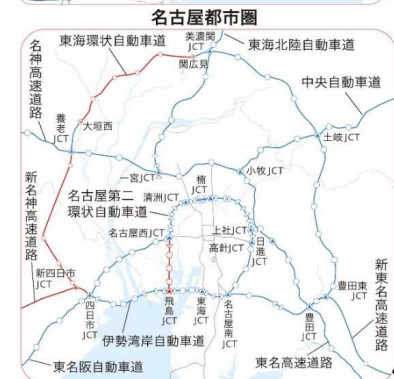 名古屋都市圏
東海環状自動車道
美濃関
JCT
東海北陸自動車道
関広見
名神高速道路
中央自動車道
養老
JCT
大垣西
土岐JCT
一宮JCT
楠
JCT
小牧JCT
清洲JCT
名古屋第二
環状自動車道
新名神高速道路
名古屋西JCT
上社JCT
高針JCT
日進
JCT
新四日市
JCT
豊田東
JCT
新東名高速道路
四日市
JCT
飛島
JCT
東海
JCT
名古屋南
JCT
豊田
JCT
伊勢湾岸自動車道
東名阪自動車道
東名高速道路